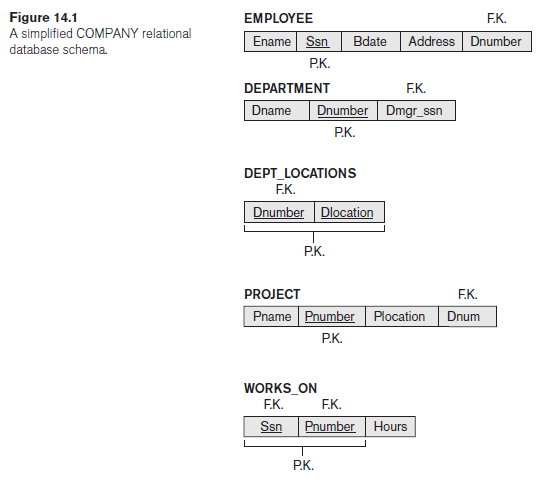 Figure 14.1
A simplified COMPANY relational
database schema.
EMPLOYEE F.K.
Ename Ssn Bdate Address Dnumber
P.K.
DEPARTMENT F.K.
Dname Dnumber Dmgr_ssn
P.K.
DEPT_LOCATIONS
F.K.
Dnumber Dlocation
P.K.
PROJECT F.K.
Pname Pnumber Plocation Dnum
P.K.
WORKS_ON
F.K. F.K.
Ssn Pnumber Hours
P.K.